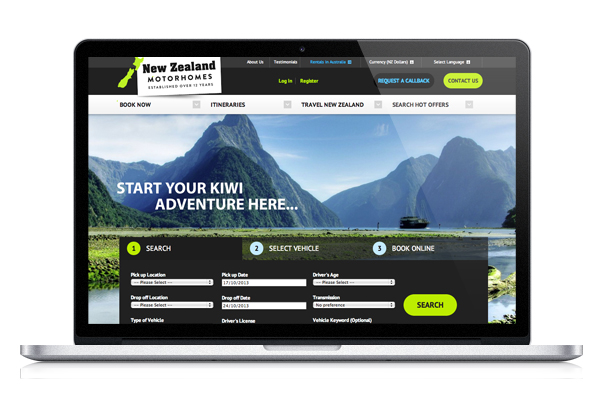 New Zealand
MOTORHOMES
ESTABLISHED OVER 12 YEARS
About Us
Testimonials
Rentals in Australia
Currency (NZ Dollars)
Select Language
Log In
Register
REQUEST A CALLBACK
CONTACT US
BOOK NOW
ITINERARIES
TRAVEL NEW ZEALAND
SEARCH HOT OFFERS
START YOUR KIWI
ADVENTURE HERE...
1 SEARCH
2 SELECT VEHICLE
3 BOOK ONLINE
Pick up Location
Pick up Date
Driver's Age
--- Please Select ---
17/10/2013
--- Please Select ---
Drop off Location
Drop off Date
Transmission
--- Please Select ---
24/10/2013
No preference
SEARCH
Type of Vehicle
Driver's License
Vehicle Keyword (Optional)